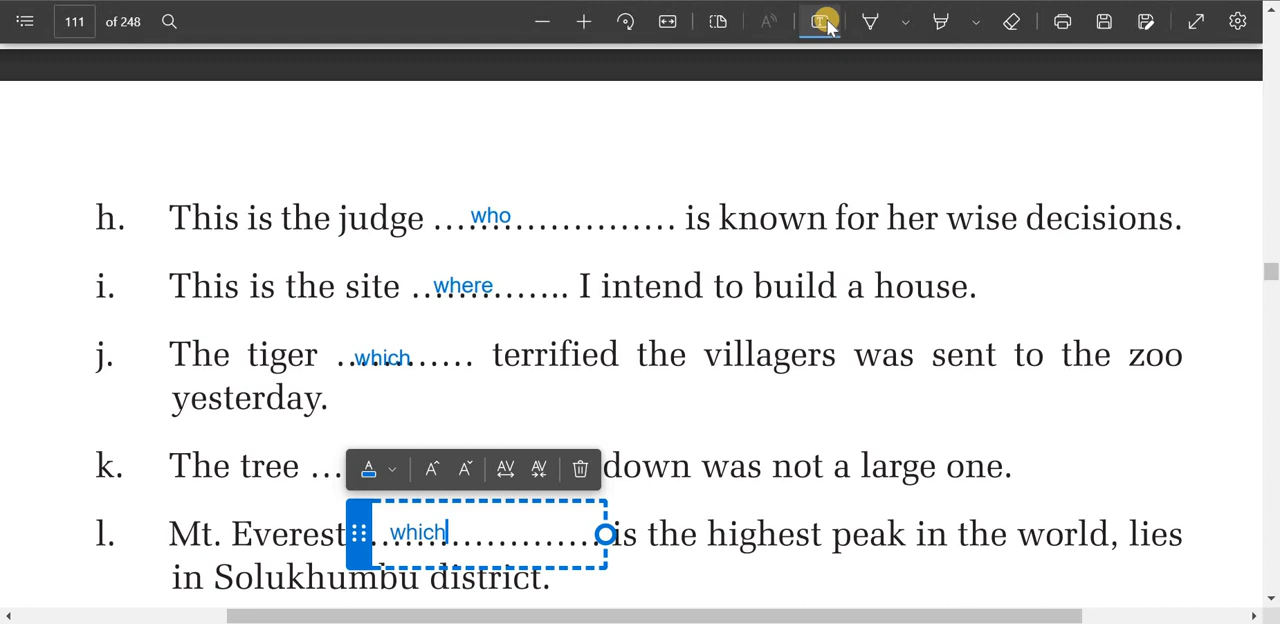 111 of 248
h. This is the judge ...who.................. is known for her wise decisions.
i. This is the site ..where........ I intend to build a house.
j. The tiger ..which...... terrified the villagers was sent to the zoo
yesterday.
k. The tree ... down was not a large one.
l. Mt. Everest ..which............... is the highest peak in the world, lies
in Solukhumbu district.